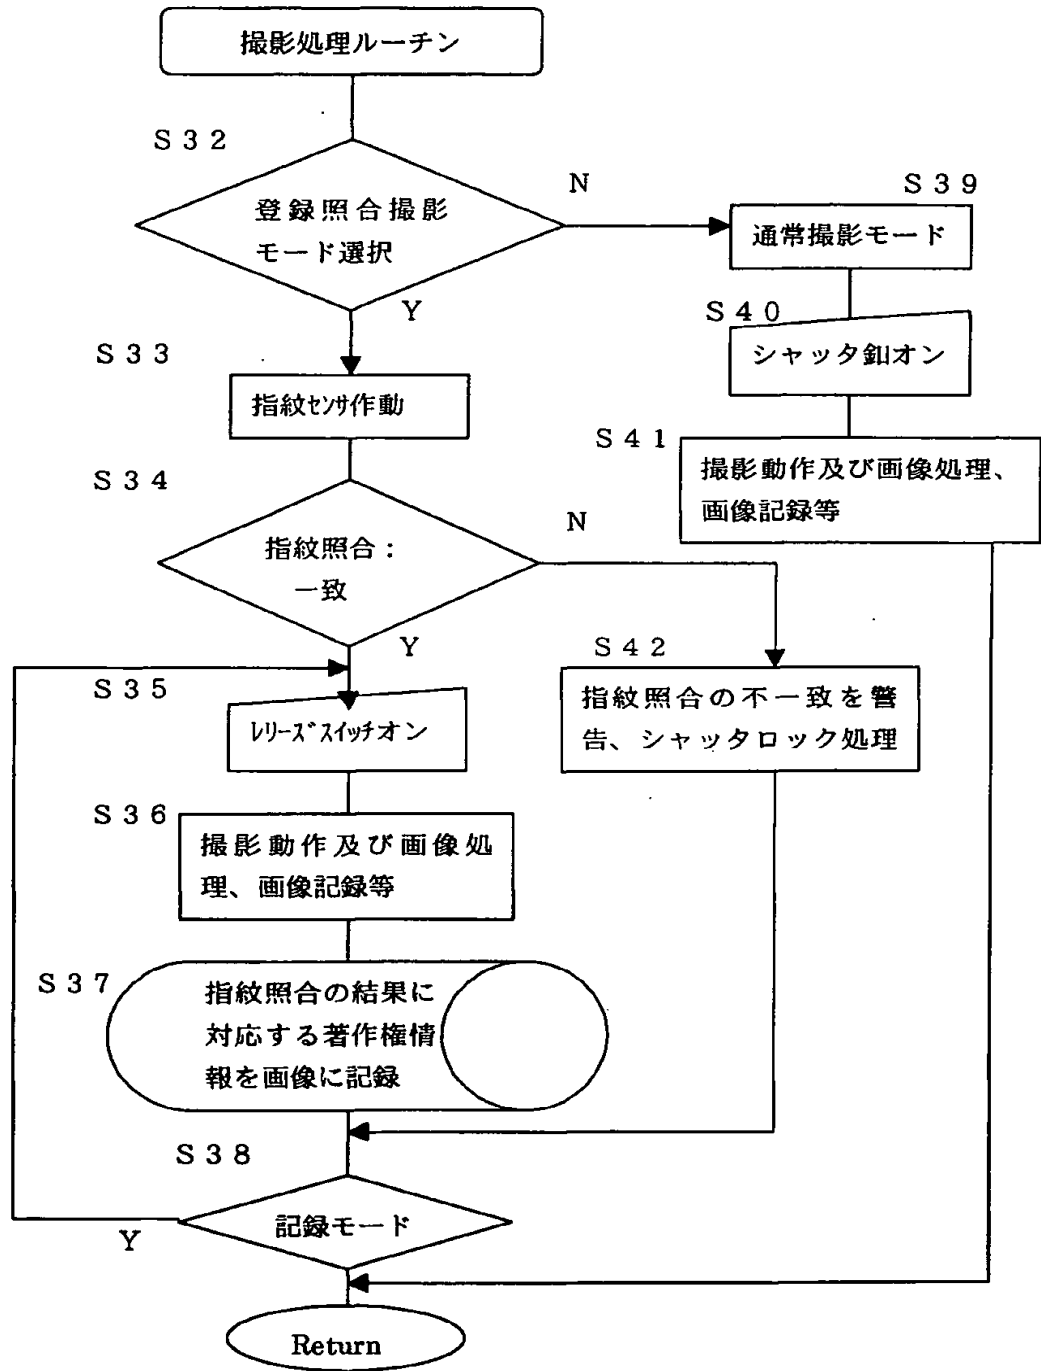 撮影処理ルーチン
S32
登録照合撮影
モード選択
N
Y
S39
通常撮影モード
S40
シャッタ釦オン
S41
撮影動作及び画像処理、
画像記録等
S33
指紋ｾﾝｻ作動
S34
指紋照合：
一致
N
Y
S42
指紋照合の不一致を警
告、シャッタロック処理
S35
ﾚﾘｰｽﾞｽｲｯﾁオン
S36
撮影動作及び画像処
理、画像記録等
S37
指紋照合の結果に
対応する著作権情
報を画像に記録
S38
記録モード
Y
Return